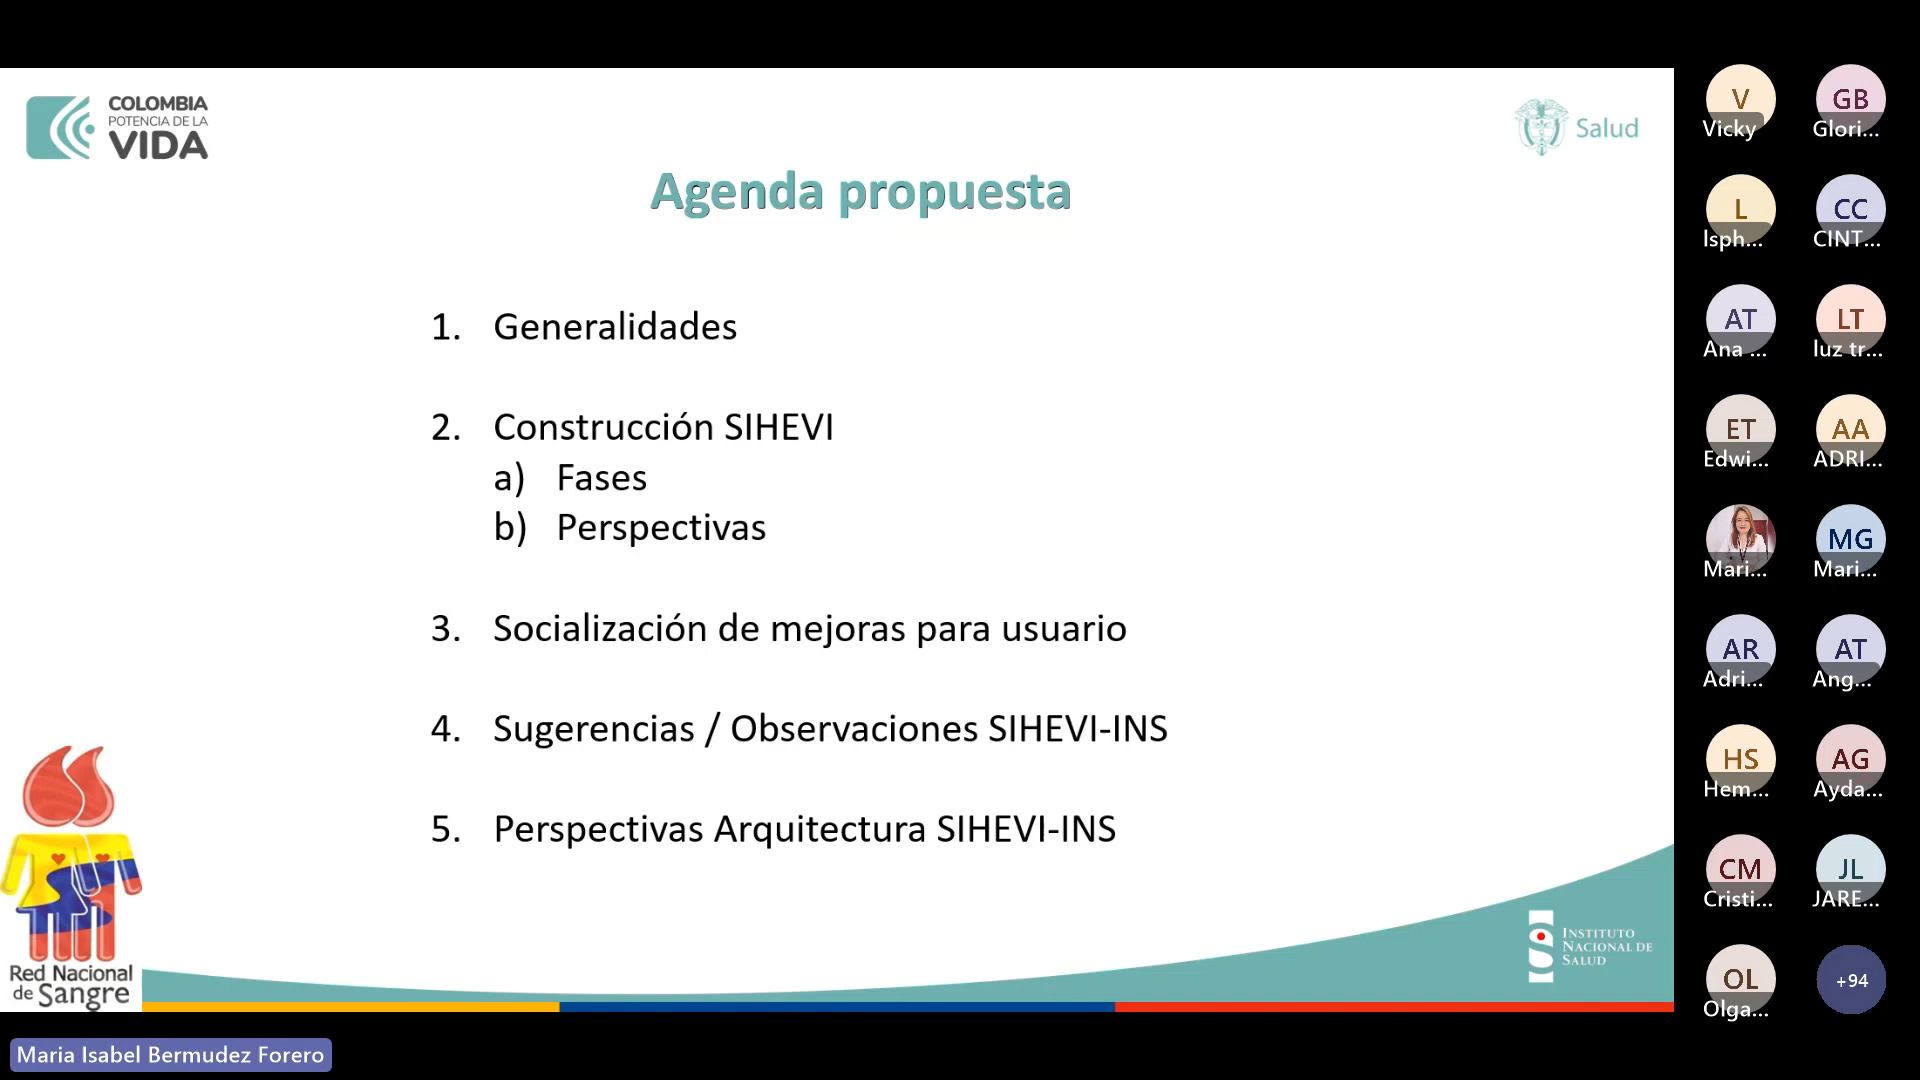 COLOMBIA
POTENCIA DE LA
VIDA
Salud
Agenda propuesta
1. Generalidades
2. Construcción SIHEVI
a) Fases
b) Perspectivas
3. Socialización de mejoras para usuario
4. Sugerencias / Observaciones SIHEVI-INS
5. Perspectivas Arquitectura SIHEVI-INS
Red Nacional
de Sangre
INSTITUTO
NACIONAL DE
SALUD
Maria Isabel Bermudez Forero
V GB
Vicky Glori...
L CC
lsph... CINT...
AT LT
Ana ... luz tr...
ET AA
Edwi... ADRI...
MG
Mari... Mari...
AR AT
Adri... Ang...
HS AG
Hem... Ayda...
CM JL
Cristi... JARE...
OL +94
Olga...